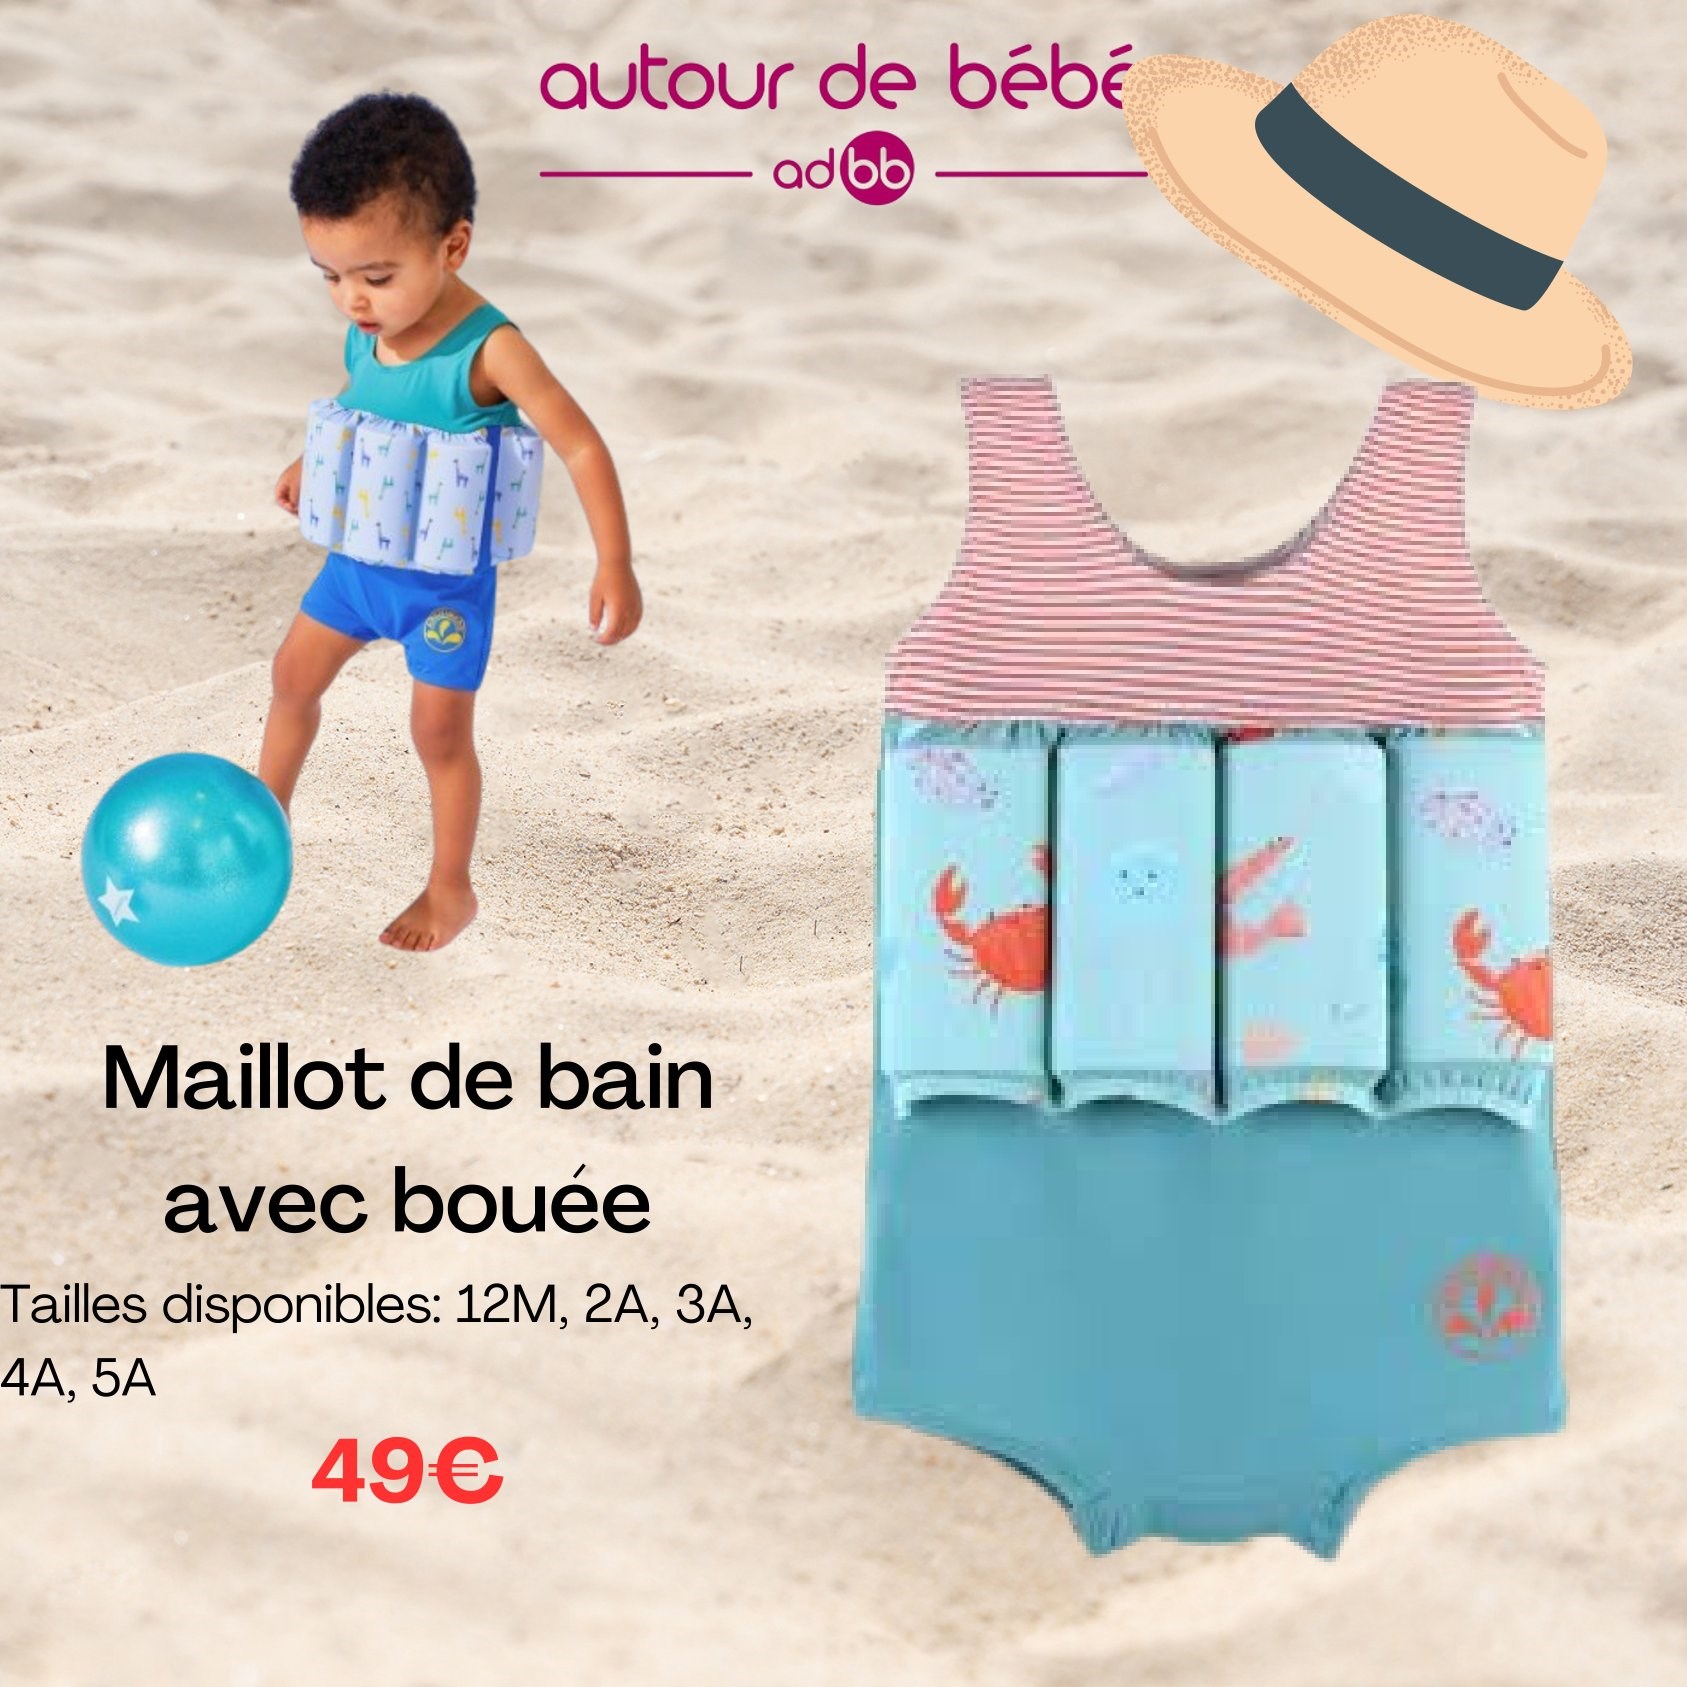 autour de bébé
adbb
Maillot de bain
avec bouée
Tailles disponibles: 12M, 2A, 3A,
4A, 5A
49€